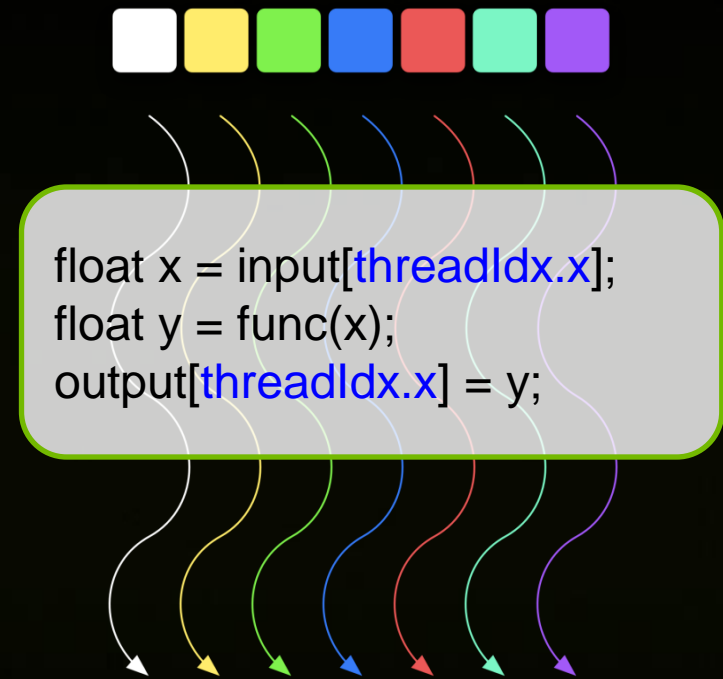 float x = input[threadIdx.x];
float y = func(x);
output[threadIdx.x] = y;